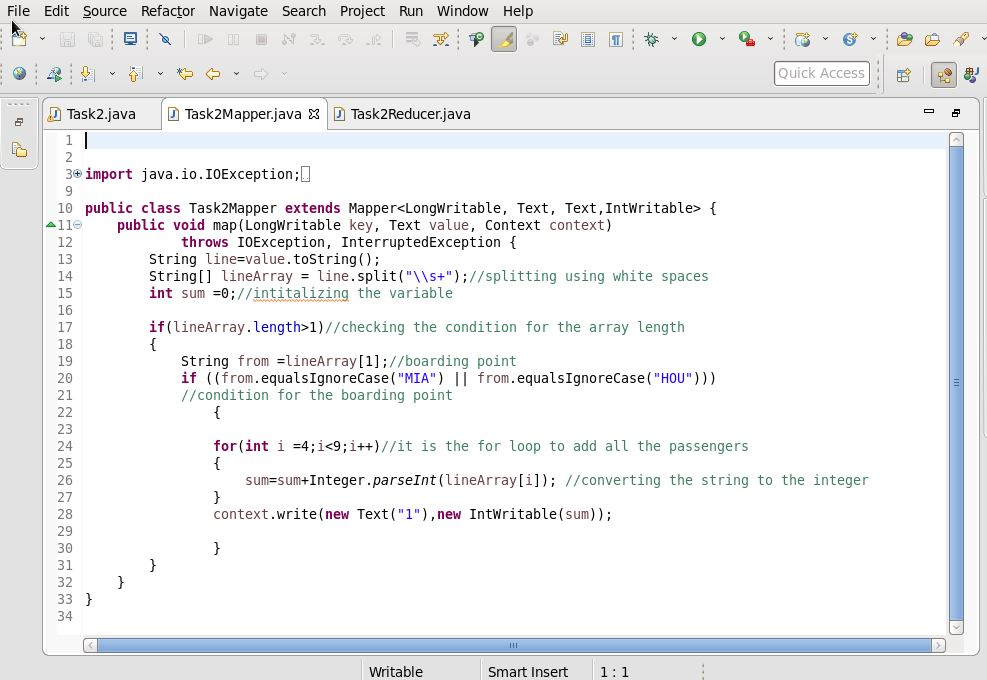 File Edit Source Refactor Navigate Search Project Run Window Help
Quick Access
Task2.java Task2Mapper.java Task2Reducer.java
1
2
3 import java.io.IOException;
9
10 public class Task2Mapper extends Mapper<LongWritable, Text, Text,IntWritable> {
11 public void map(LongWritable key, Text value, Context context)
12 throws IOException, InterruptedException {
13 String line=value.toString();
14 String[] lineArray = line.split("\\s+");//splitting using white spaces
15 int sum =0;//intitalizing the variable
16
17 if(lineArray.length>1)//checking the condition for the array length
18 {
19 String from =lineArray[1];//boarding point
20 if ((from.equalsIgnoreCase("MIA") || from.equalsIgnoreCase("HOU")))
21 //condition for the boarding point
22 {
23
24 for(int i =4;i<9;i++)//it is the for loop to add all the passengers
25 {
26 sum=sum+Integer.parseInt(lineArray[i]); //converting the string to the integer
27 }
28 context.write(new Text("1"),new IntWritable(sum));
29
30 }
31 }
32 }
33 }
34
Writable Smart Insert 1 : 1